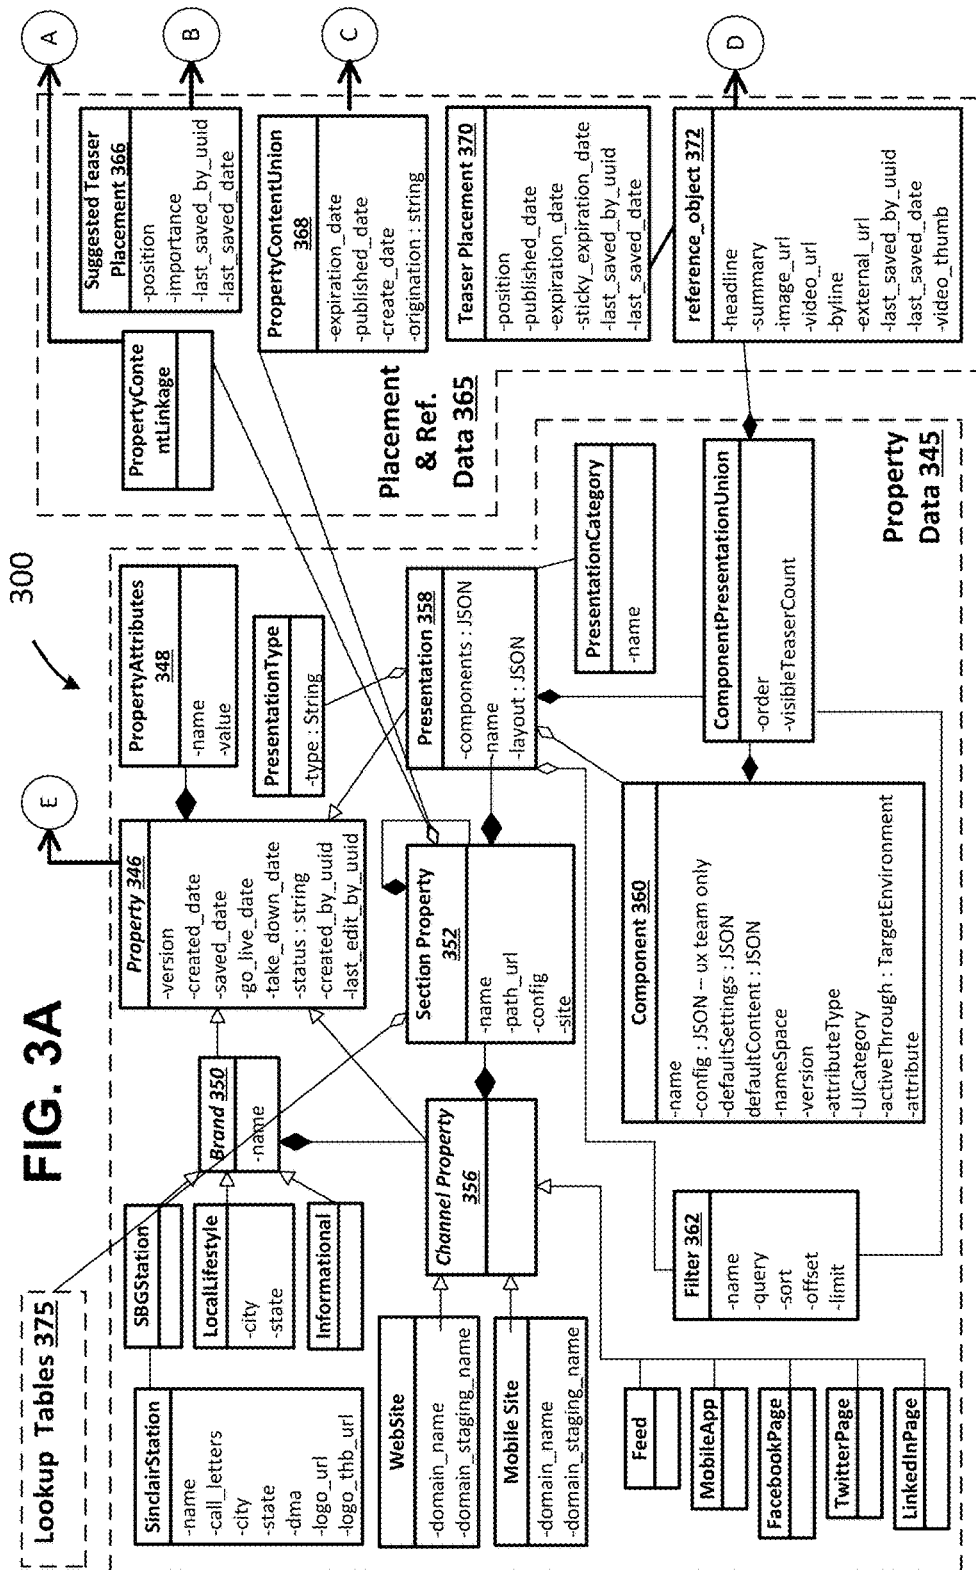 FIG. 3A
300
A
B
C
D
E
Lookup Tables 375
SinclairStation
-name
-call_letters
-city
-state
-dma
-logo_url
-logo_thb_url
SBGStation
LocalLifestyle
-city
-state
Informational
Brand 350
-name
Property 346
-version
-created_date
-saved_date
-go_live_date
-take_down_date
-status : string
-created_by_uuid
-last_edit_by_uuid
PropertyAttributes
348
-name
-value
PresentationType
-type : String
WebSite
-domain_name
-domain_staging_name
Mobile Site
-domain_name
-domain_staging_name
Channel Property
356
Section Property
352
-name
-path_url
-config
-site
Presentation 358
-components : JSON
-name
-layout : JSON
PresentationCategory
-name
Feed
MobileApp
FacebookPage
TwitterPage
LinkedInPage
Filter 362
-name
-query
-sort
-offset
-limit
Component 360
-name
-config : JSON -- ux team only
-defaultSettings : JSON
defaultContent : JSON
-nameSpace
-version
-attributeType
-UICategory
-activeThrough : TargetEnvironment
-attribute
ComponentPresentationUnion
-order
-visibleTeaserCount
Property
Data 345
PropertyConte
ntLinkage
Placement
& Ref.
Data 365
Suggested Teaser
Placement 366
-position
-importance
-last_saved_by_uuid
-last_saved_date
PropertyContentUnion
368
-expiration_date
-published_date
-create_date
-origination : string
Teaser Placement 370
-position
-published_date
-expiration_date
-sticky_expiration_date
-last_saved_by_uuid
-last_saved_date
reference_object 372
-headline
-summary
-image_url
-video_url
-byline
-external_url
-last_saved_by_uuid
-last_saved_date
-video_thumb